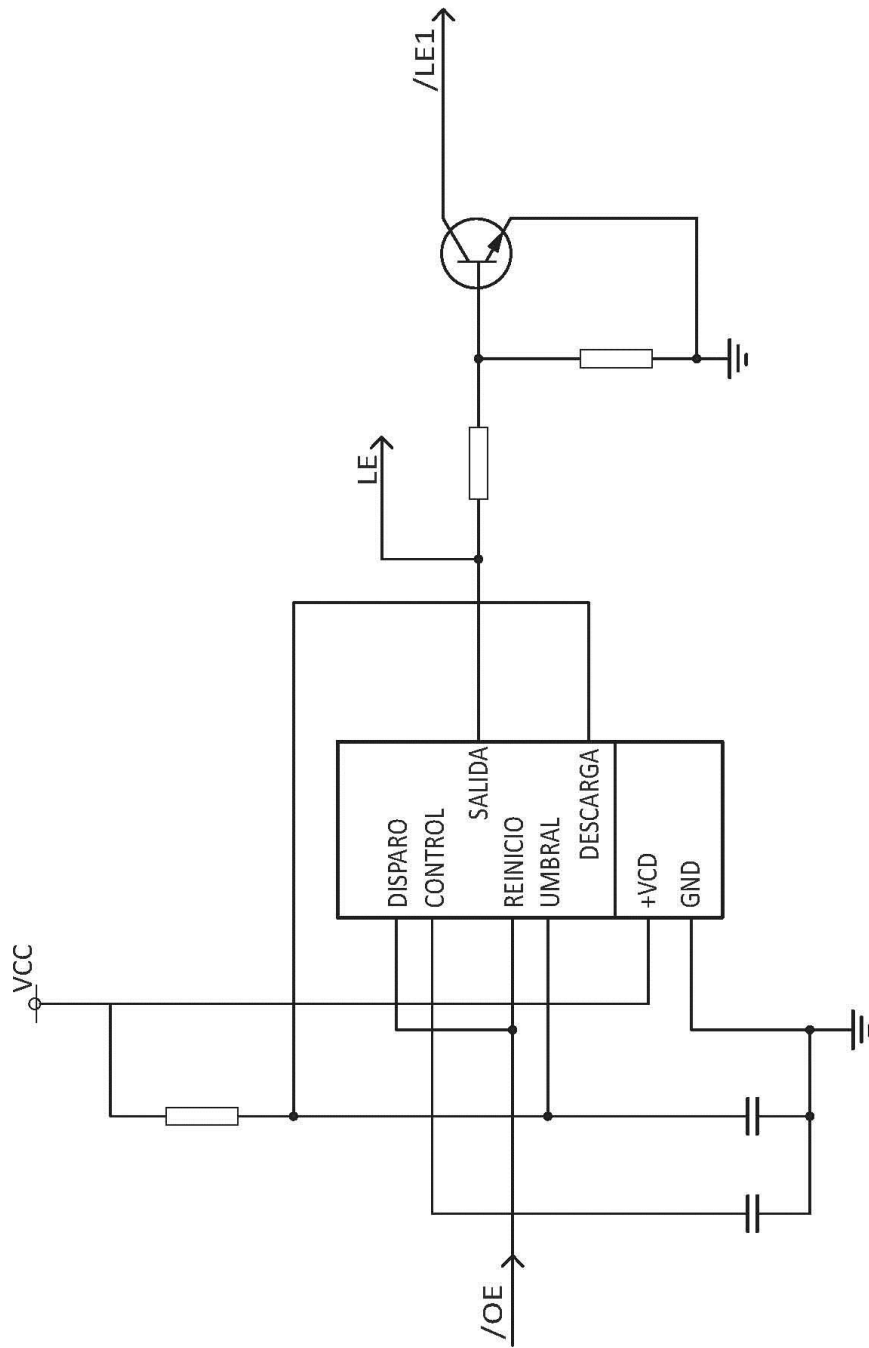 VCC
/OE
DISPARO
CONTROL
SALIDA
REINICIO
UMBRAL
DESCARGA
+VCD
GND
LE
/LE1